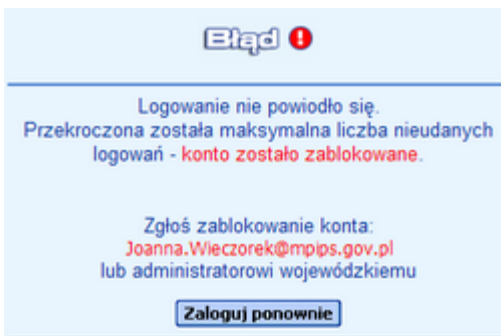 Błąd
Logowanie nie powiodło się.
Przekroczona została maksymalna liczba nieudanych
logowań - konto zostało zablokowane.
Zgłoś zablokowanie konta:
Joanna.Wieczorek@mpips.gov.pl
lub administratorowi wojewódzkiemu
Zaloguj ponownie